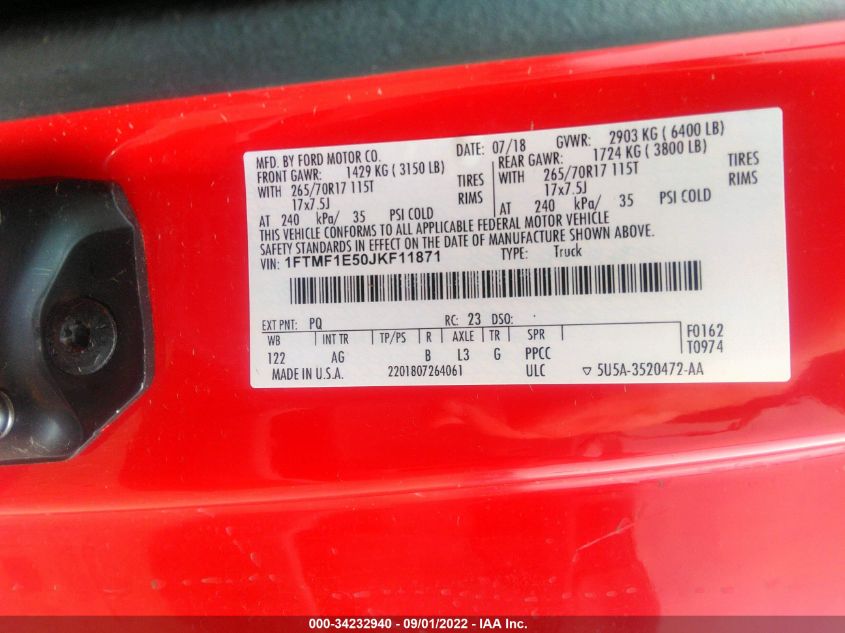 MFD. BY FORD MOTOR CO. DATE: 07/18 GVWR: 2903 KG ( 6400 LB)
FRONT GAWR: 1429 KG ( 3150 LB) REAR GAWR: 1724 KG ( 3800 LB)
WITH 265/70R17 115T TIRES WITH 265/70R17 115T TIRES
17x7.5J RIMS 17x7.5J RIMS
AT 240 kPa/ 35 PSI COLD AT 240 kPa/ 35 PSI COLD
THIS VEHICLE CONFORMS TO ALL APPLICABLE FEDERAL MOTOR VEHICLE
SAFETY STANDARDS IN EFFECT ON THE DATE OF MANUFACTURE SHOWN ABOVE.
VIN: 1FTMF1E50JKF11871 TYPE: Truck
EXT PNT: PQ RC: 23 DSO:
WB INT TR TP/PS R AXLE TR SPR F0162
122 AG B L3 G PPCC T0974
MADE IN U.S.A. 2201807264061 ULC ▽ 5U5A-3520472-AA
000-34232940 - 09/01/2022 - IAA Inc.